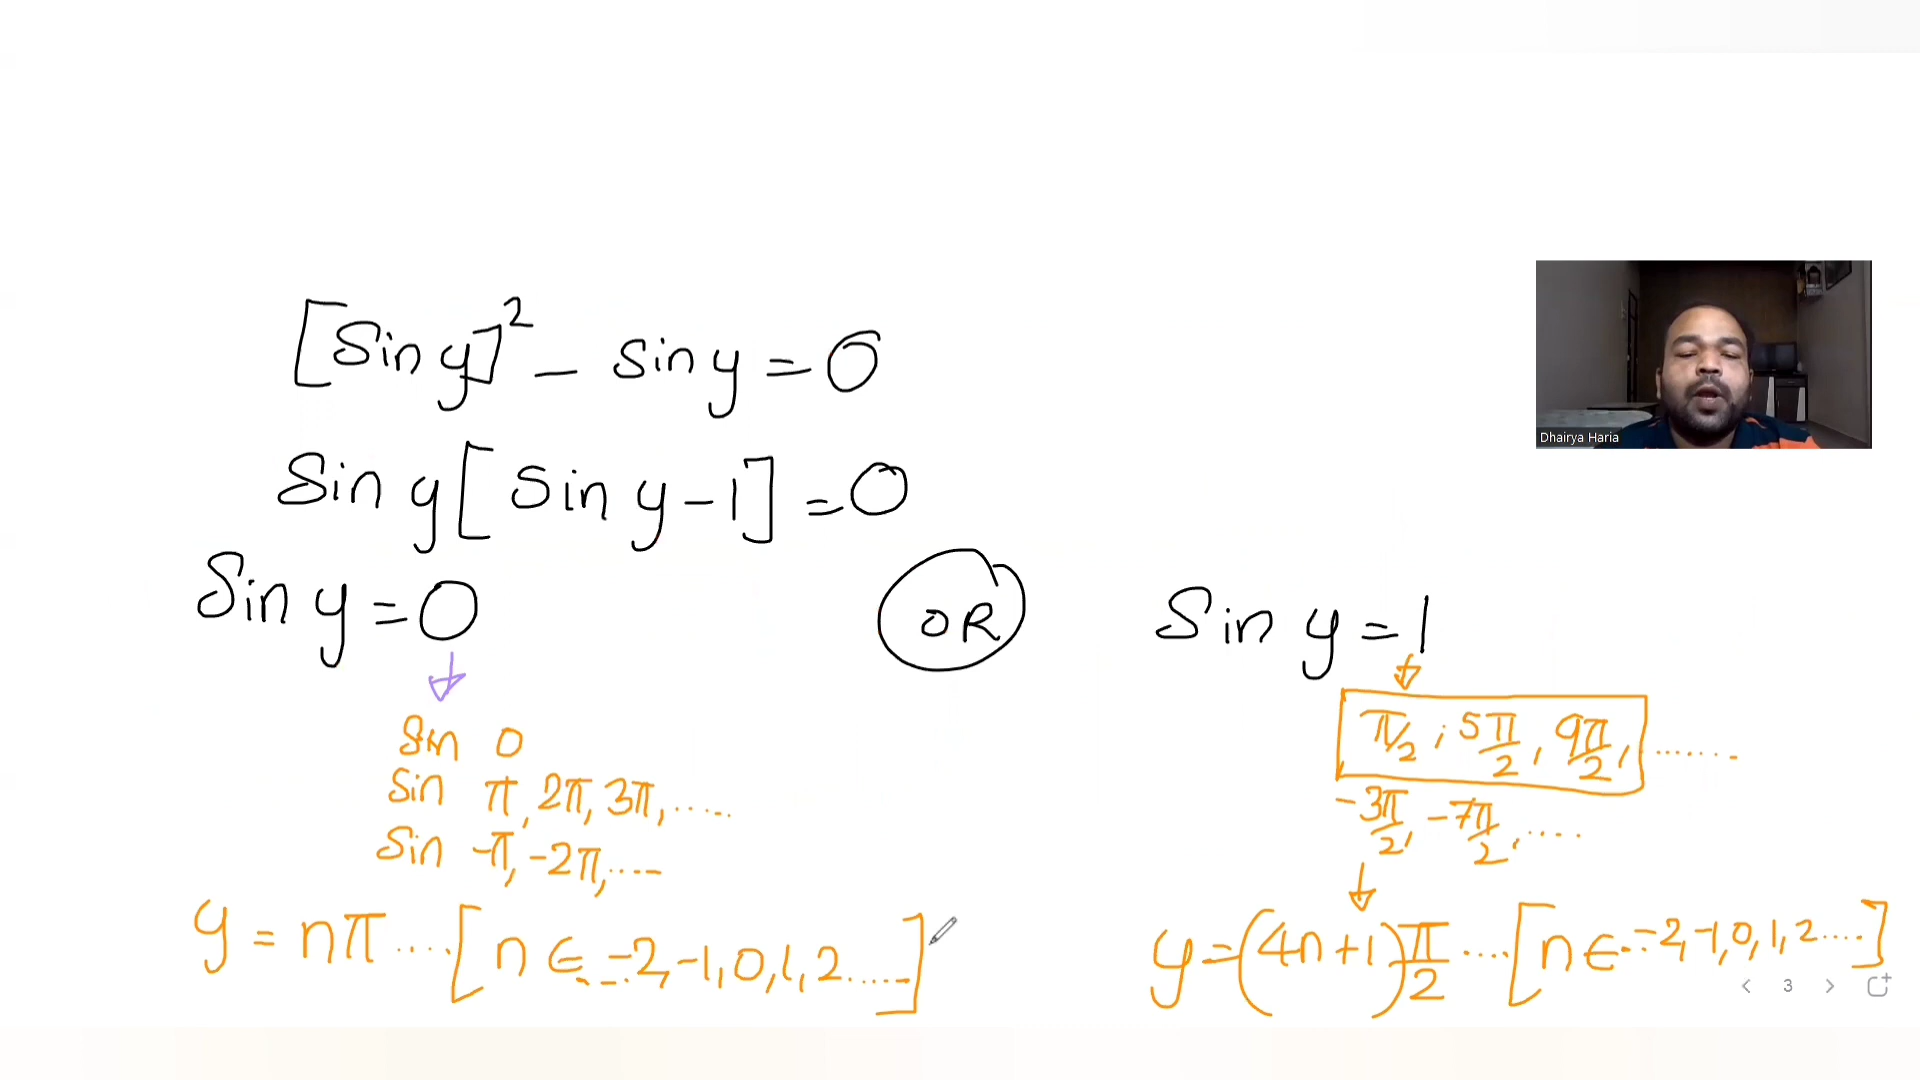 [Sin y]² - sin y = 0
Sin y [Sin y - 1] = 0
Sin y = 0
OR
Sin y = 1
Sin 0
Sin π, 2π, 3π, .....
Sin -π, -2π, ....
y = nπ .... [n ∈ ... -2, -1, 0, 1, 2 .....]
π/2, 5π/2, 9π/2, .......
-3π/2, -7π/2, ....
y = (4n+1) π/2 .... [n ∈ ... -2, -1, 0, 1, 2 ....]
Dhairya Haria
< 3 >